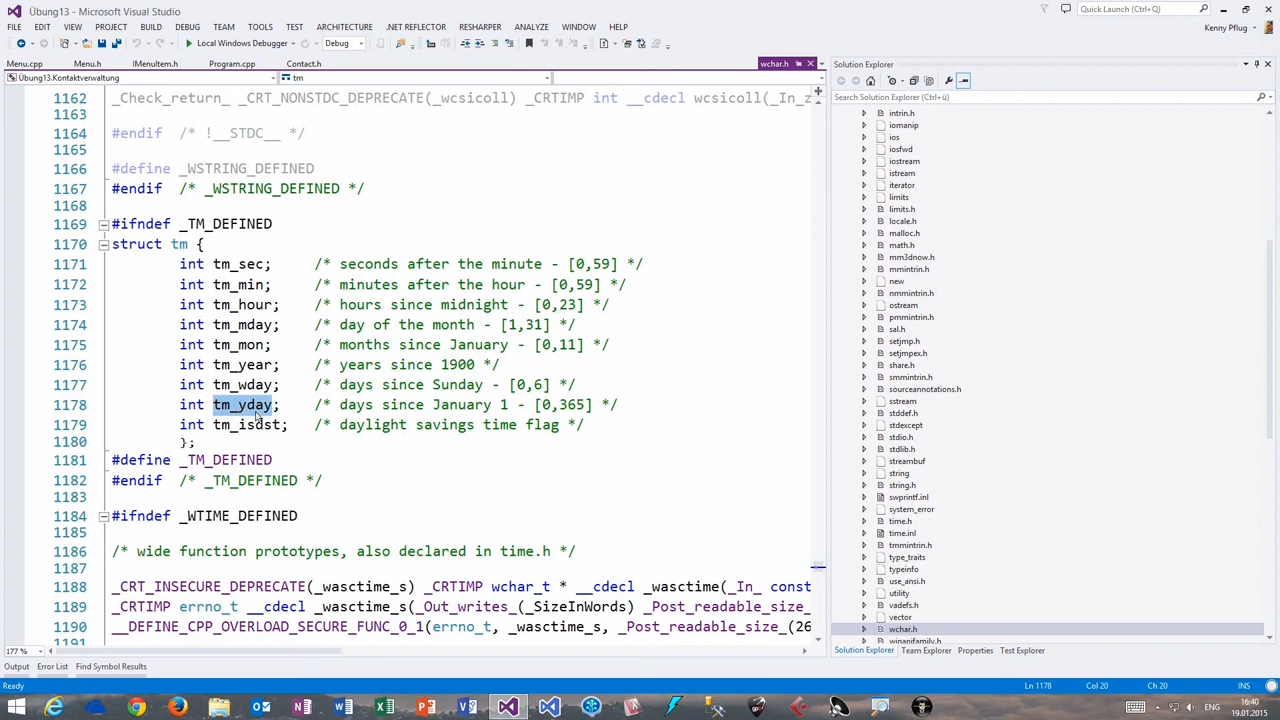 Übung13 - Microsoft Visual Studio
Quick Launch (Ctrl+Q)
FILE EDIT VIEW PROJECT BUILD DEBUG TEAM TEST ARCHITECTURE .NET REFLECTOR RESHARPER ANALYZE WINDOW HELP
Kenny Pflug
Local Windows Debugger Debug
Menu.cpp Menu.h IMenuItem.h Program.cpp Contact.h wchar.h
Übung13.Kontaktverwaltung tm
1162 _Check_return_ _CRT_NONSTDC_DEPRECATE(_wcsicoll) _CRTIMP int __cdecl wcsicoll(_In_z
1163
1164 #endif /* !__STDC__ */
1165
1166 #define _WSTRING_DEFINED
1167 #endif /* _WSTRING_DEFINED */
1168
1169 #ifndef _TM_DEFINED
1170 struct tm {
1171 int tm_sec; /* seconds after the minute - [0,59] */
1172 int tm_min; /* minutes after the hour - [0,59] */
1173 int tm_hour; /* hours since midnight - [0,23] */
1174 int tm_mday; /* day of the month - [1,31] */
1175 int tm_mon; /* months since January - [0,11] */
1176 int tm_year; /* years since 1900 */
1177 int tm_wday; /* days since Sunday - [0,6] */
1178 int tm_yday; /* days since January 1 - [0,365] */
1179 int tm_isdst; /* daylight savings time flag */
1180 };
1181 #define _TM_DEFINED
1182 #endif /* _TM_DEFINED */
1183
1184 #ifndef _WTIME_DEFINED
1185
1186 /* wide function prototypes, also declared in time.h */
1187
1188 _CRT_INSECURE_DEPRECATE(_wasctime_s) _CRTIMP wchar_t * __cdecl _wasctime(_In_ const
1189 _CRTIMP errno_t __cdecl _wasctime_s(_Out_writes_(_SizeInWords) _Post_readable_size_
1190 __DEFINE_CPP_OVERLOAD_SECURE_FUNC_0_1(errno_t, _wasctime_s, _Post_readable_size_(26
1191
177 %
Solution Explorer
Search Solution Explorer (Ctrl+ü)
intrin.h
iomanip
ios
iosfwd
iostream
istream
iterator
limits
limits.h
locale.h
malloc.h
math.h
mm3dnow.h
mmintrin.h
new
nmmintrin.h
ostream
pmmintrin.h
sal.h
setjmp.h
setjmpex.h
share.h
smmintrin.h
sourceannotations.h
sstream
stddef.h
stdexcept
stdio.h
stdlib.h
streambuf
string
string.h
swprintf.inl
system_error
time.h
time.inl
tmmintrin.h
type_traits
typeinfo
use_ansi.h
utility
vadefs.h
vector
wchar.h
winapifamily.h
Solution Explorer Team Explorer Properties Test Explorer
Output Error List Find Symbol Results
Ready Ln 1178 Col 20 Ch 20 INS
DEU 16:40
19.01.2015